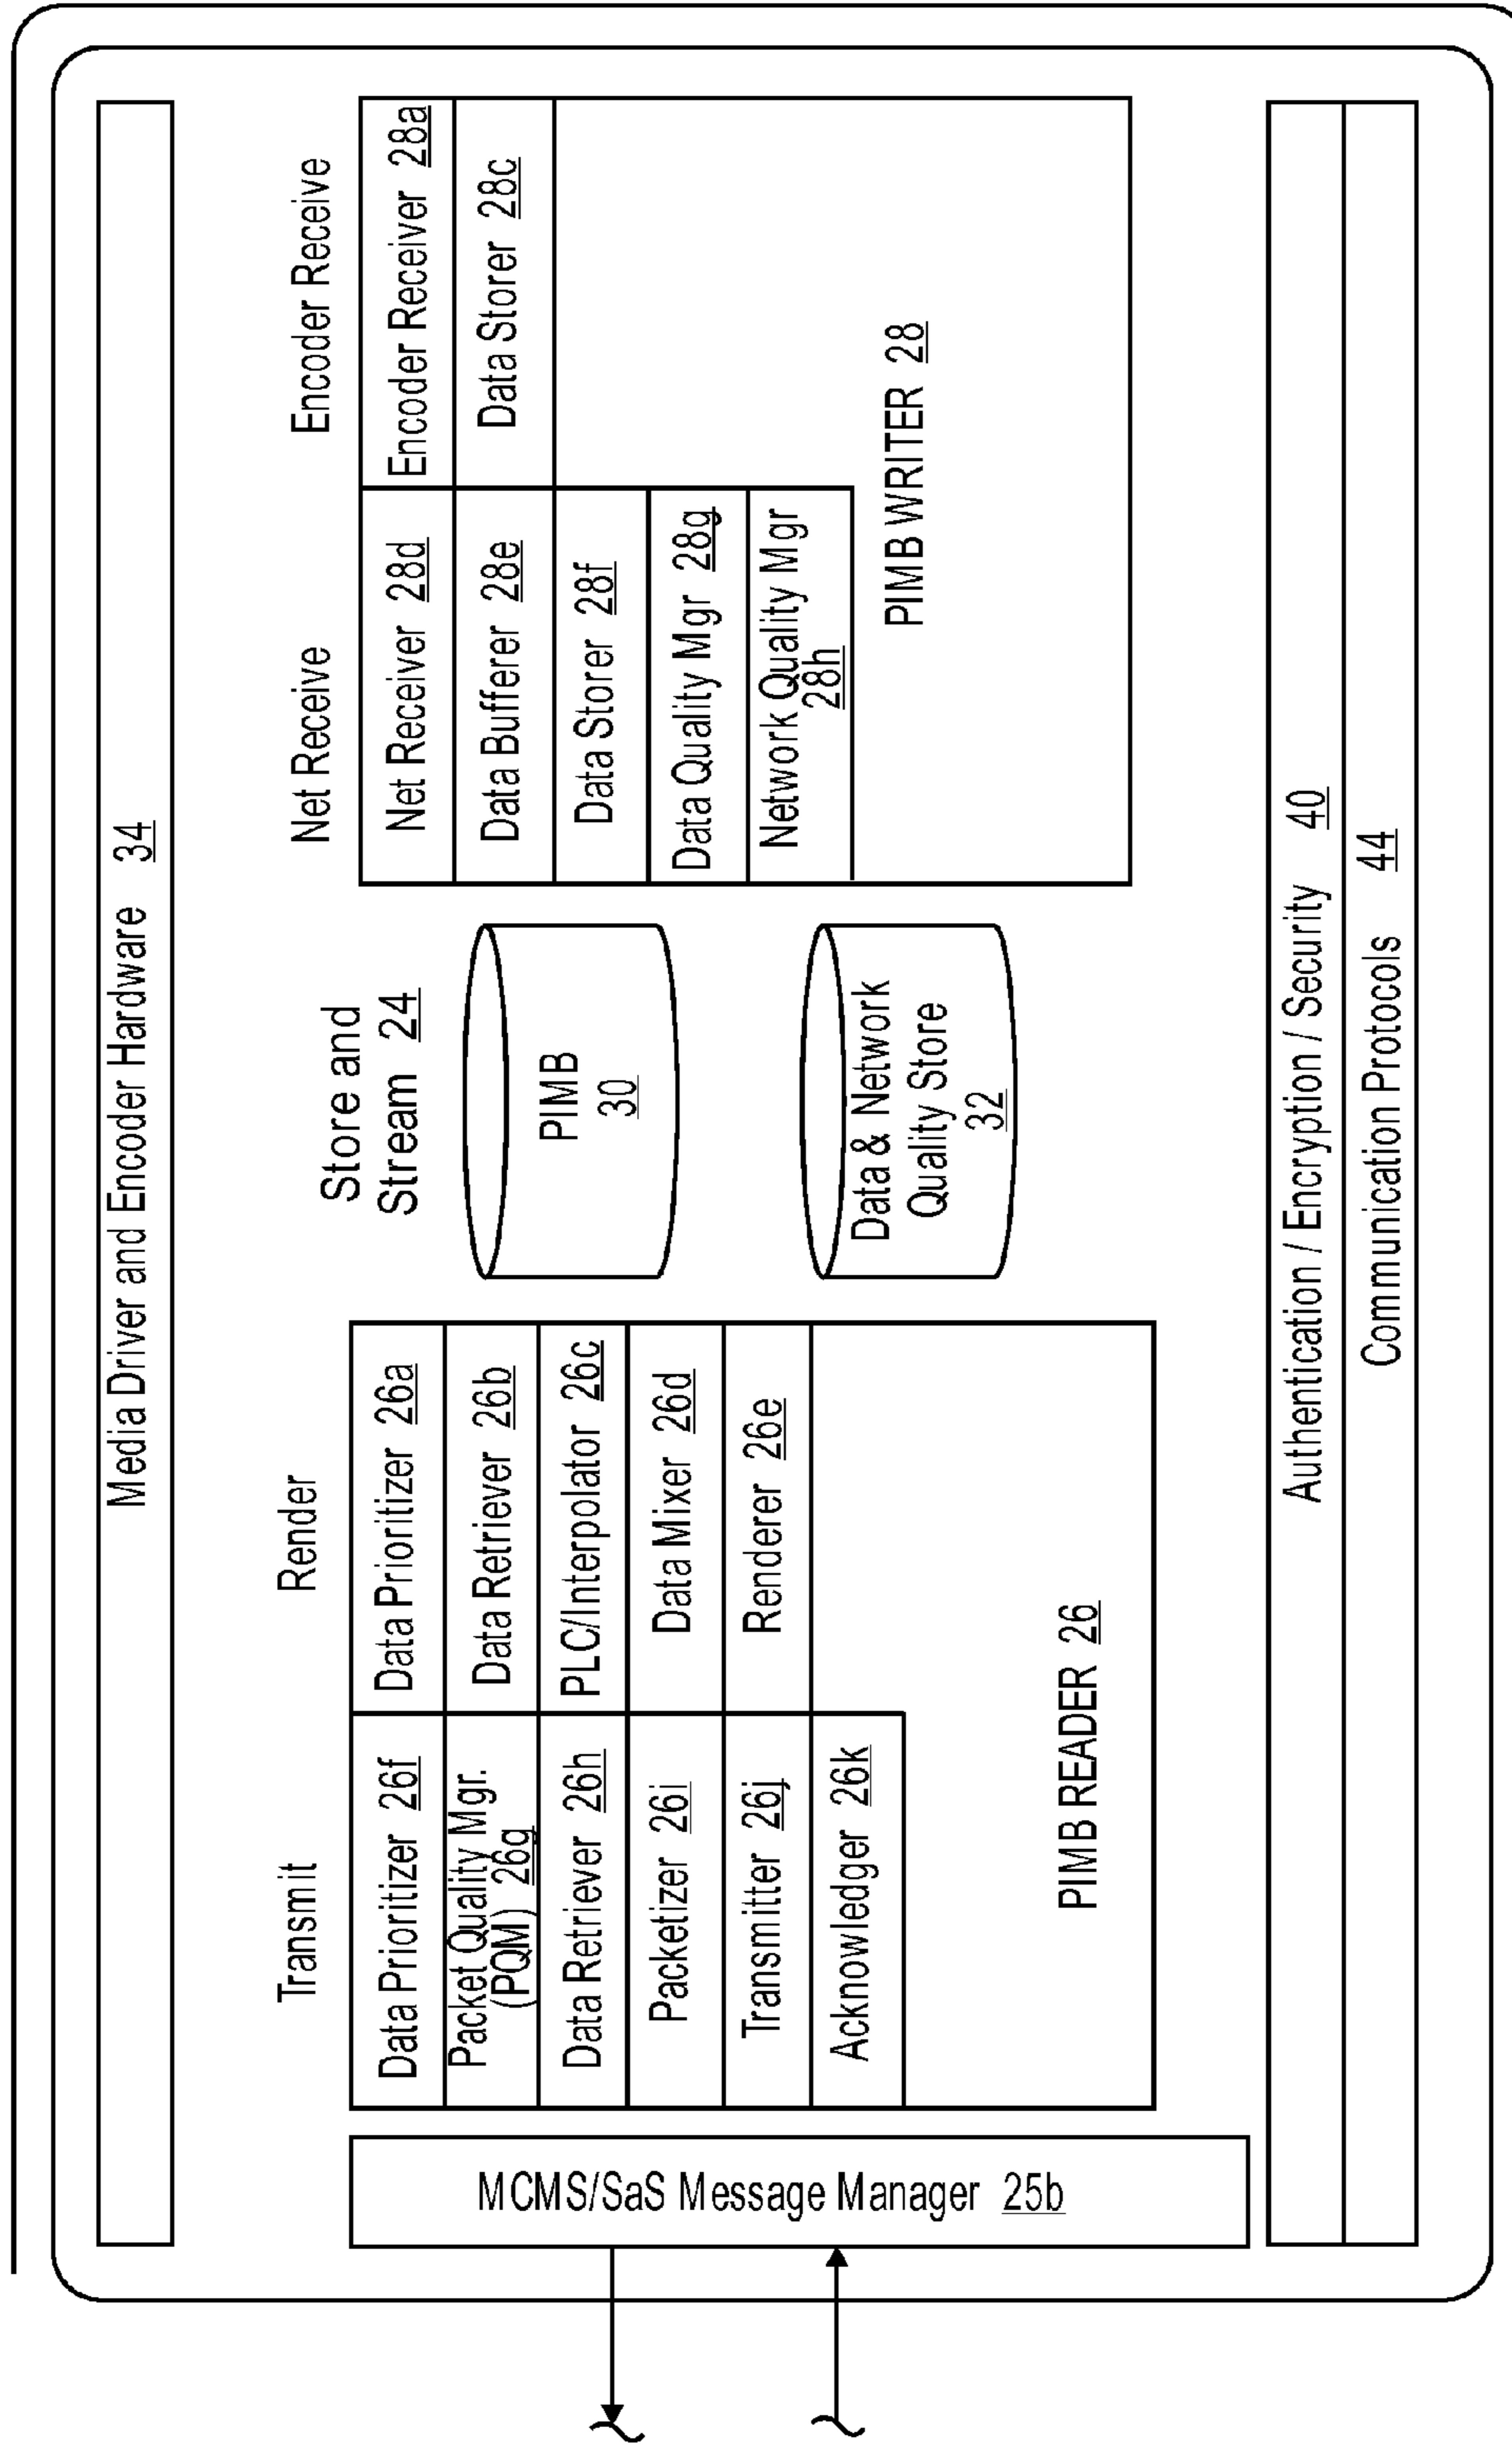 Media Driver and Encoder Hardware 34
Transmit
Render
Store and
Stream 24
Net Receive
Encoder Receive
MCMS/SaS Message Manager 25b
Data Prioritizer 26f
Packet Quality Mgr.
(PQM) 26g
Data Retriever 26h
Packetizer 26i
Transmitter 26j
Acknowledger 26k
Data Prioritizer 26a
Data Retriever 26b
PLC/Interpolator 26c
Data Mixer 26d
Renderer 26e
PIMB READER 26
PIMB
30
Data & Network
Quality Store
32
Net Receiver 28d
Data Bufferer 28e
Data Storer 28f
Data Quality Mgr 28g
Network Quality Mgr
28h
Encoder Receiver 28a
Data Storer 28c
PIMB WRITER 28
Authentication / Encryption / Security 40
Communication Protocols 44